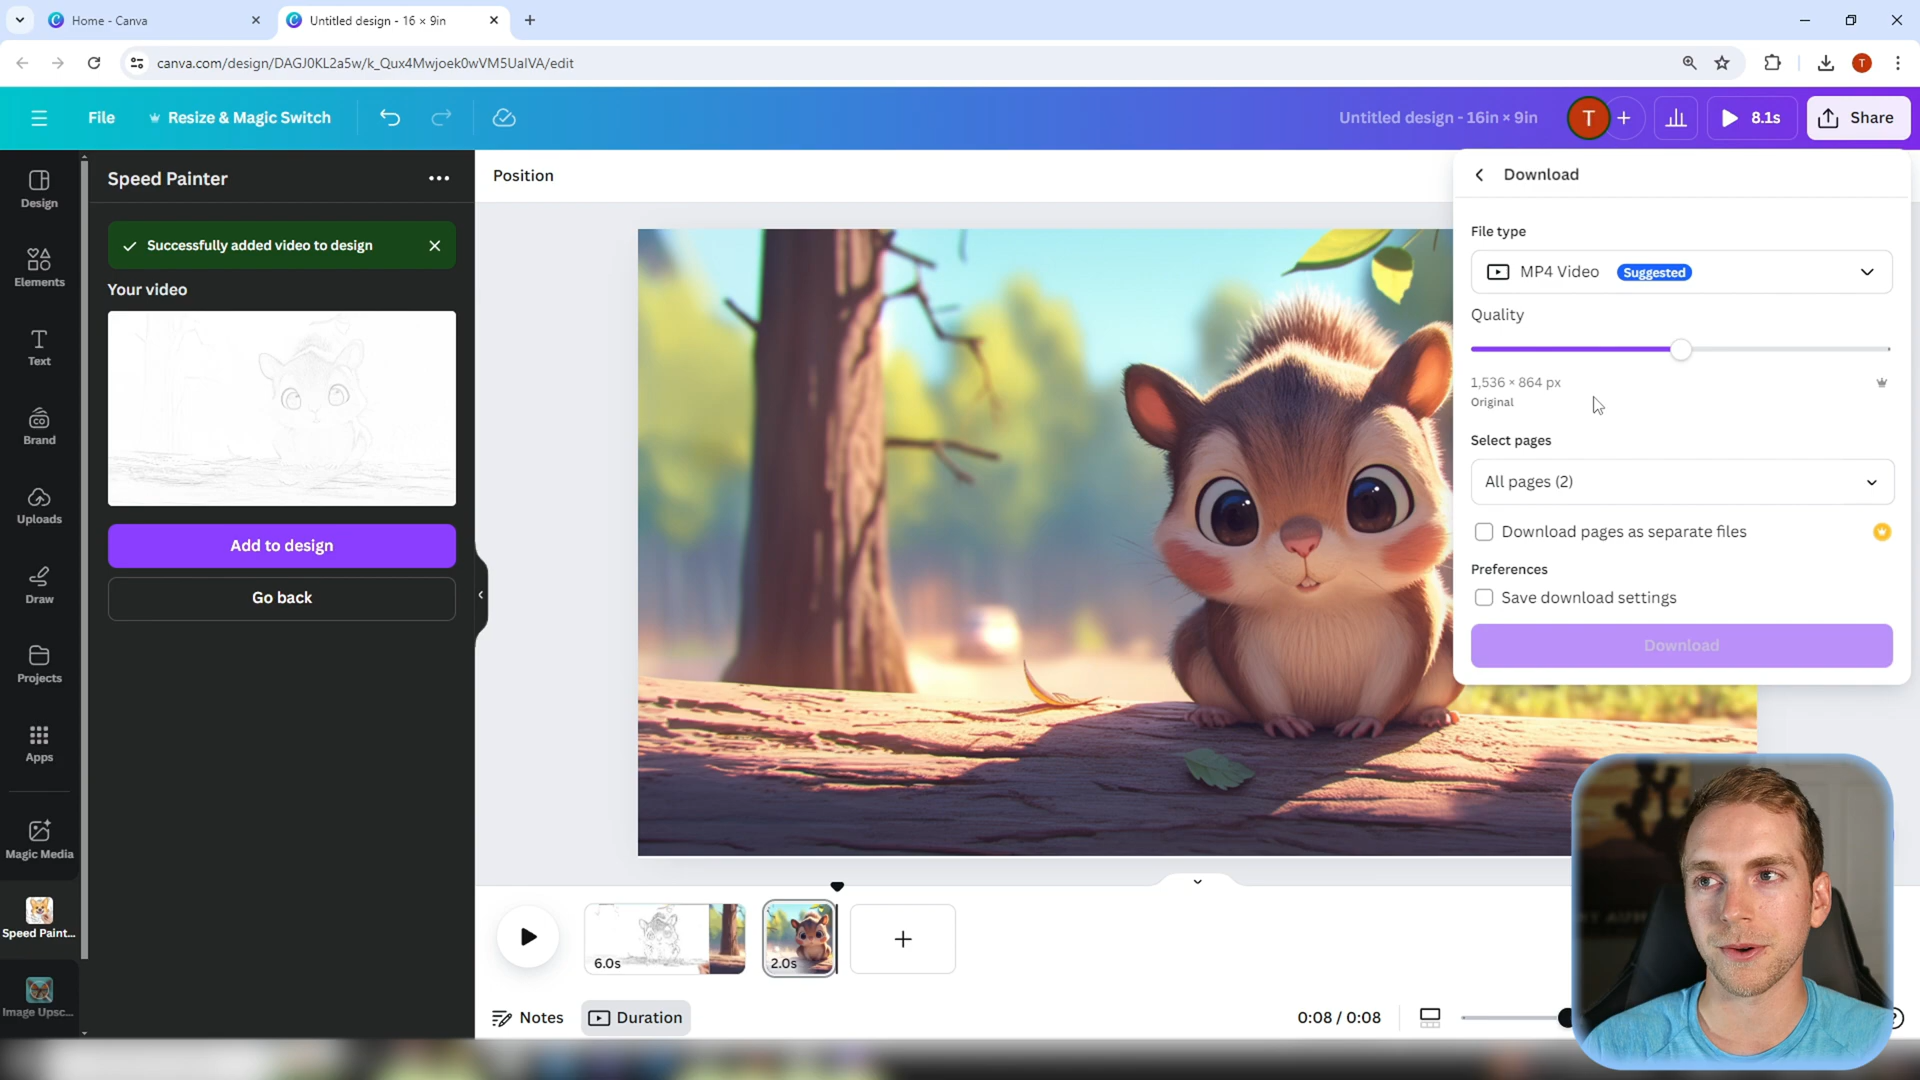 Home - Canva
Untitled design - 16 × 9in
canva.com/design/DAGJ0KL2a5w/k_Qux4Mwjoek0wVM5UaIVA/edit
T
File
Resize & Magic Switch
Untitled design - 16in × 9in
T
8.1s
Share
Design
Elements
Text
Brand
Uploads
Draw
Projects
Apps
Magic Media
Speed Paint...
Image Upsc...
Speed Painter
Successfully added video to design
Your video
Add to design
Go back
Position
Download
File type
MP4 Video
Suggested
Quality
1,536 × 864 px
Original
Select pages
All pages (2)
Download pages as separate files
Preferences
Save download settings
Download
6.0s
2.0s
Notes
Duration
0:08 / 0:08